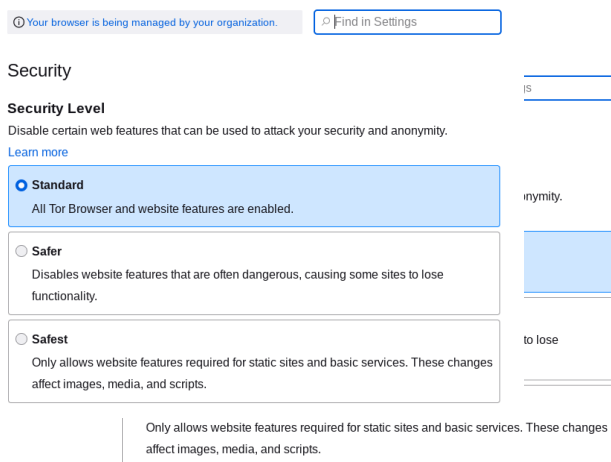 Your browser is being managed by your organization.
Find in Settings
Security
gs
Security Level
Disable certain web features that can be used to attack your security and anonymity.
Learn more
Standard
onymity.
All Tor Browser and website features are enabled.
Safer
Disables website features that are often dangerous, causing some sites to lose
functionality.
Safest
to lose
Only allows website features required for static sites and basic services. These changes
affect images, media, and scripts.
Only allows website features required for static sites and basic services. These changes
affect images, media, and scripts.